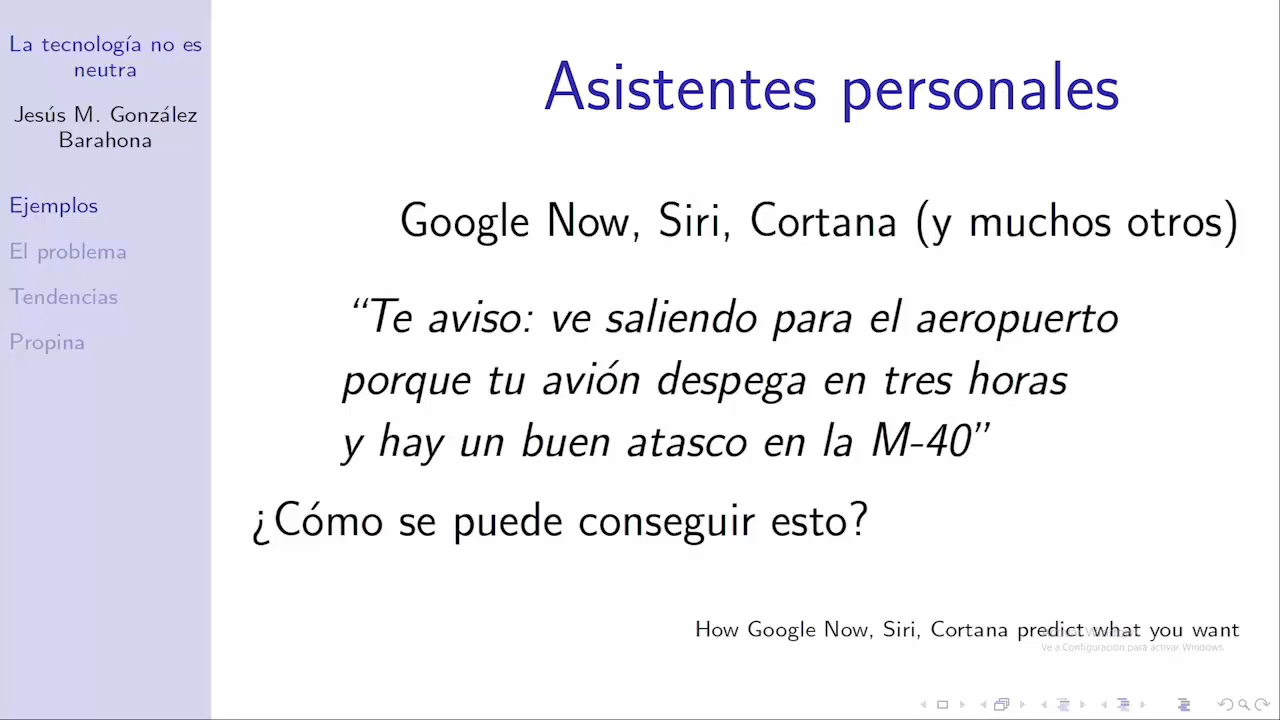 La tecnología no es
neutra
Jesús M. González
Barahona
Ejemplos
El problema
Tendencias
Propina
Asistentes personales
Google Now, Siri, Cortana (y muchos otros)
“Te aviso: ve saliendo para el aeropuerto
porque tu avión despega en tres horas
y hay un buen atasco en la M-40”
¿Cómo se puede conseguir esto?
How Google Now, Siri, Cortana predict what you want
Ve a Configuración para activar Windows.